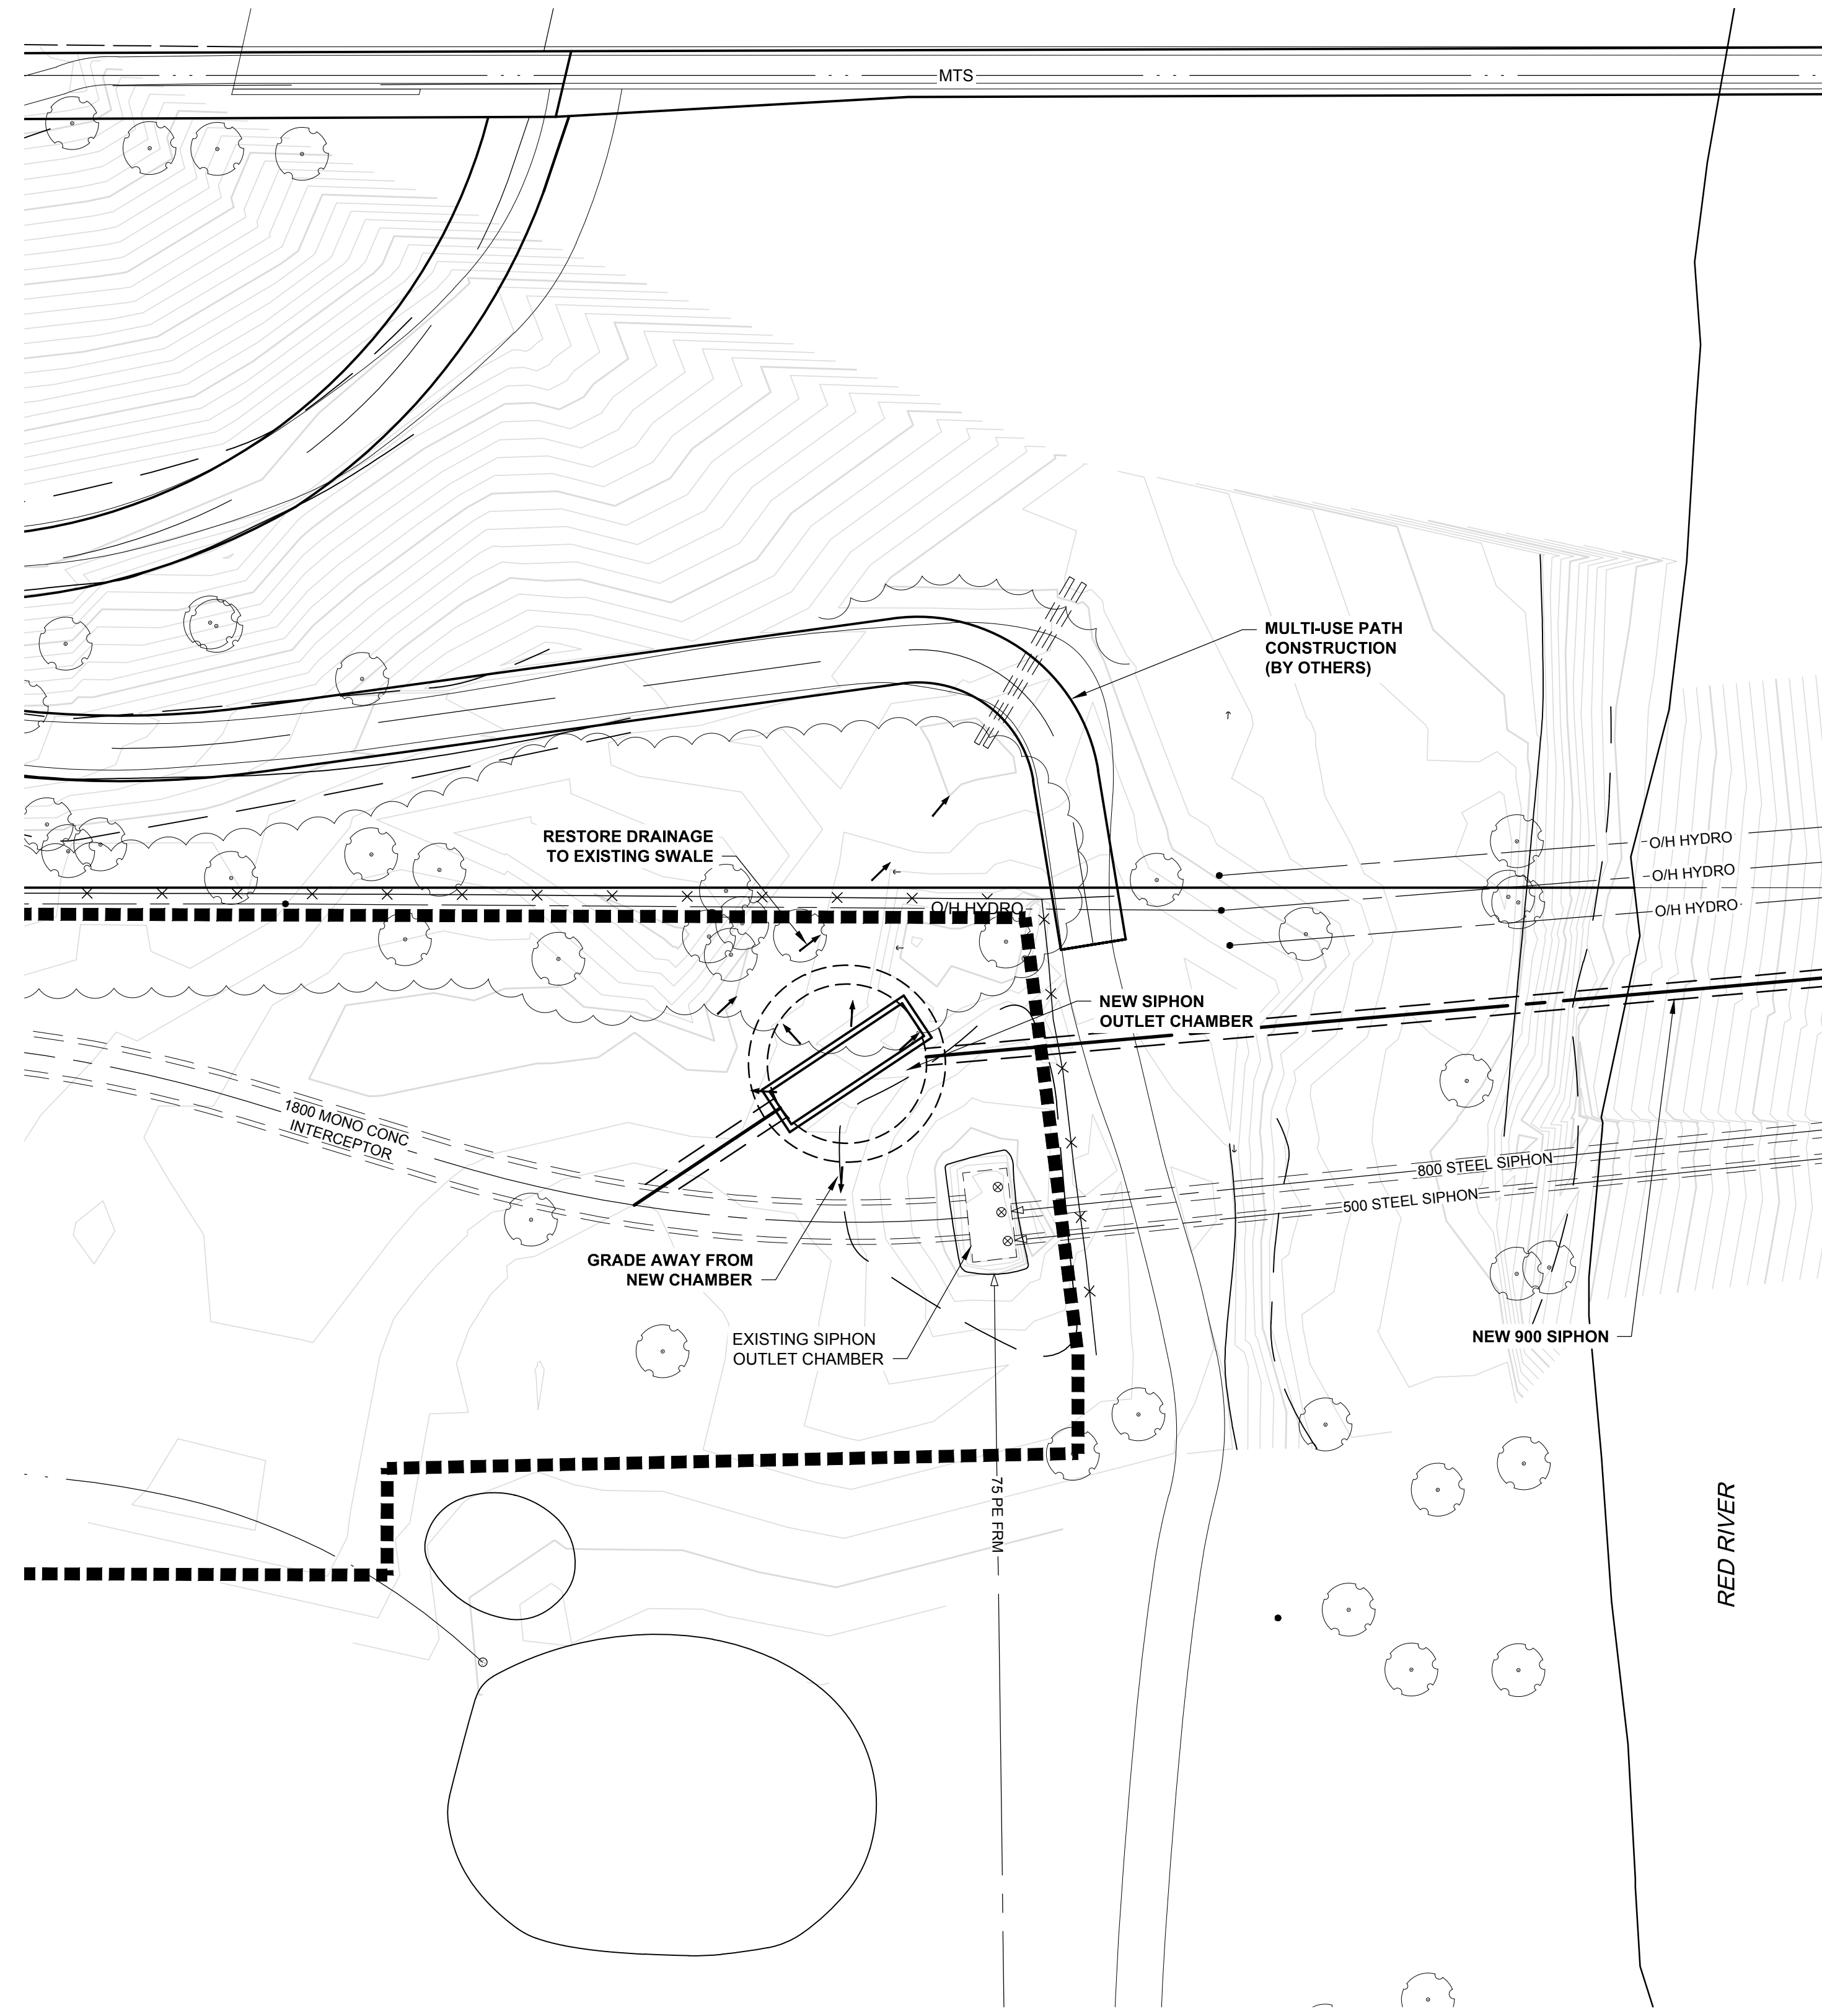 MTS
MULTI-USE PATH
CONSTRUCTION
(BY OTHERS)
RESTORE DRAINAGE
TO EXISTING SWALE
O/H HYDRO
O/H HYDRO
O/H HYDRO
O/H HYDRO
NEW SIPHON
OUTLET CHAMBER
1800 MONO CONC
INTERCEPTOR
800 STEEL SIPHON
500 STEEL SIPHON
GRADE AWAY FROM
NEW CHAMBER
EXISTING SIPHON
OUTLET CHAMBER
NEW 900 SIPHON
75 PE FRM
RED RIVER